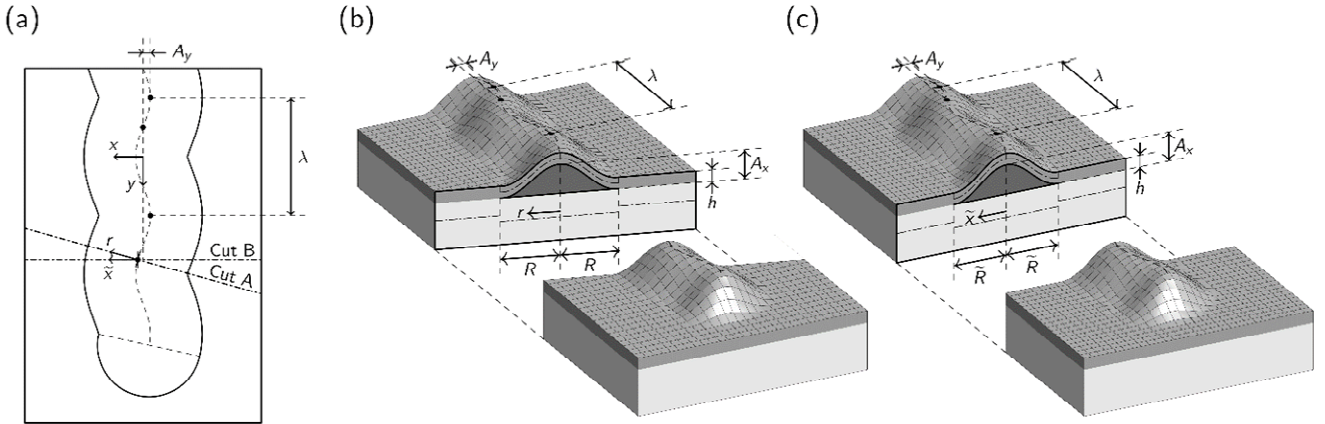 (a)
A_y
x
y
λ
r
x̃
Cut B
Cut A
(b)
A_y
λ
A_x
h
r
R
R
(c)
A_y
λ
A_x
h
x̃
R̃
R̃